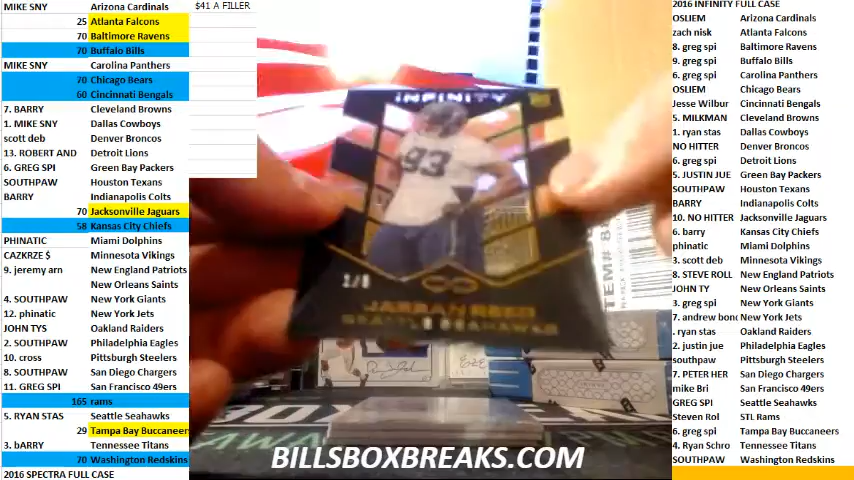 MIKE SNY Arizona Cardinals
25 Atlanta Falcons
70 Baltimore Ravens
70 Buffalo Bills
MIKE SNY Carolina Panthers
70 Chicago Bears
60 Cincinnati Bengals
7. BARRY Cleveland Browns
1. MIKE SNY Dallas Cowboys
scott deb Denver Broncos
13. ROBERT AND Detroit Lions
6. GREG SPI Green Bay Packers
SOUTHPAW Houston Texans
BARRY Indianapolis Colts
70 Jacksonville Jaguars
58 Kansas City Chiefs
PHINATIC Miami Dolphins
CAZKRZE $ Minnesota Vikings
9. jeremy arn New England Patriots
New Orleans Saints
4. SOUTHPAW New York Giants
12. phinatic New York Jets
JOHN TYS Oakland Raiders
2. SOUTHPAW Philadelphia Eagles
10. cross Pittsburgh Steelers
8. SOUTHPAW San Diego Chargers
11. GREG SPI San Francisco 49ers
165 rams
5. RYAN STAS Seattle Seahawks
29 Tampa Bay Buccaneers
3. bARRY Tennessee Titans
70 Washington Redskins
2016 SPECTRA FULL CASE
$41 A FILLER
INFINITY
93
1/8
JARRAN REED
SEATTLE SEAHAWKS
BILLSBOXBREAKS.COM
2016 INFINITY FULL CASE
OSLIEM Arizona Cardinals
zach nisk Atlanta Falcons
8. greg spi Baltimore Ravens
9. greg spi Buffalo Bills
6. greg spi Carolina Panthers
OSLIEM Chicago Bears
Jesse Wilbur Cincinnati Bengals
5. MILKMAN Cleveland Browns
1. ryan stas Dallas Cowboys
NO HITTER Denver Broncos
6. greg spi Detroit Lions
5. JUSTIN JUE Green Bay Packers
SOUTHPAW Houston Texans
BARRY Indianapolis Colts
10. NO HITTER Jacksonville Jaguars
6. barry Kansas City Chiefs
phinatic Miami Dolphins
3. scott deb Minnesota Vikings
8. STEVE ROLL New England Patriots
JOHN TY New Orleans Saints
3. greg spi New York Giants
7. andrew bond New York Jets
. ryan stas Oakland Raiders
2. justin jue Philadelphia Eagles
southpaw Pittsburgh Steelers
7. PETER HER San Diego Chargers
mike Bri San Francisco 49ers
GREG SPI Seattle Seahawks
Steven Rol STL Rams
6. greg spi Tampa Bay Buccaneers
4. Ryan Schro Tennessee Titans
SOUTHPAW Washington Redskins